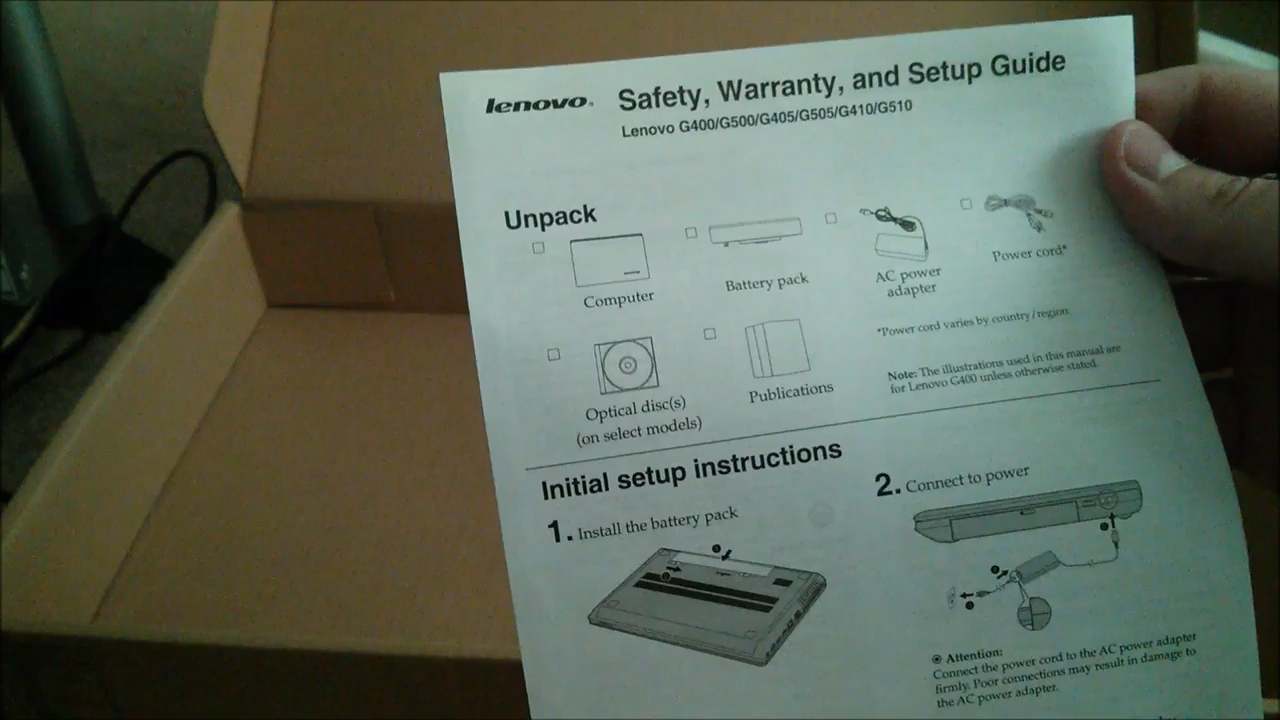 lenovo
Safety, Warranty, and Setup Guide
Lenovo G400/G500/G405/G505/G410/G510
Unpack
Computer
Battery pack
AC power
adapter
Power cord*
Optical disc(s)
(on select models)
Publications
*Power cord varies by country/region.
Note: The illustrations used in this manual are
for Lenovo G400 unless otherwise stated.
Initial setup instructions
1. Install the battery pack
2. Connect to power
Attention:
Connect the power cord to the AC power adapter
firmly. Poor connections may result in damage to
the AC power adapter.